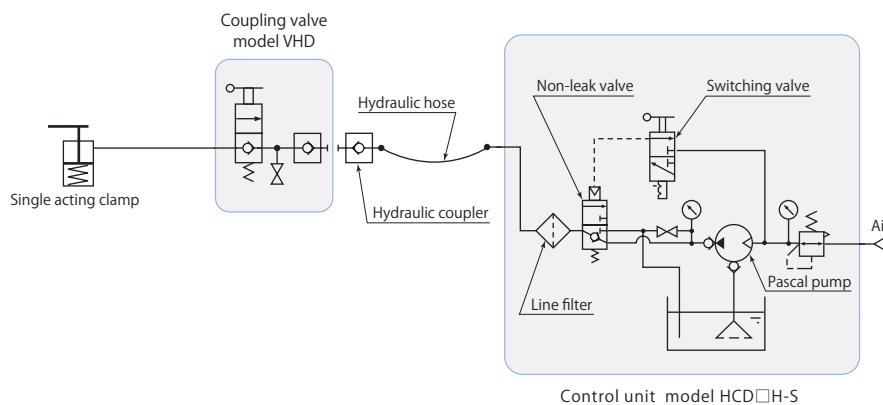 Coupling valve
model VHD
Hydraulic hose
Non-leak valve
Switching valve
Single acting clamp
Hydraulic coupler
Line filter
Pascal pump
Ai
Control unit model HCD□H-S